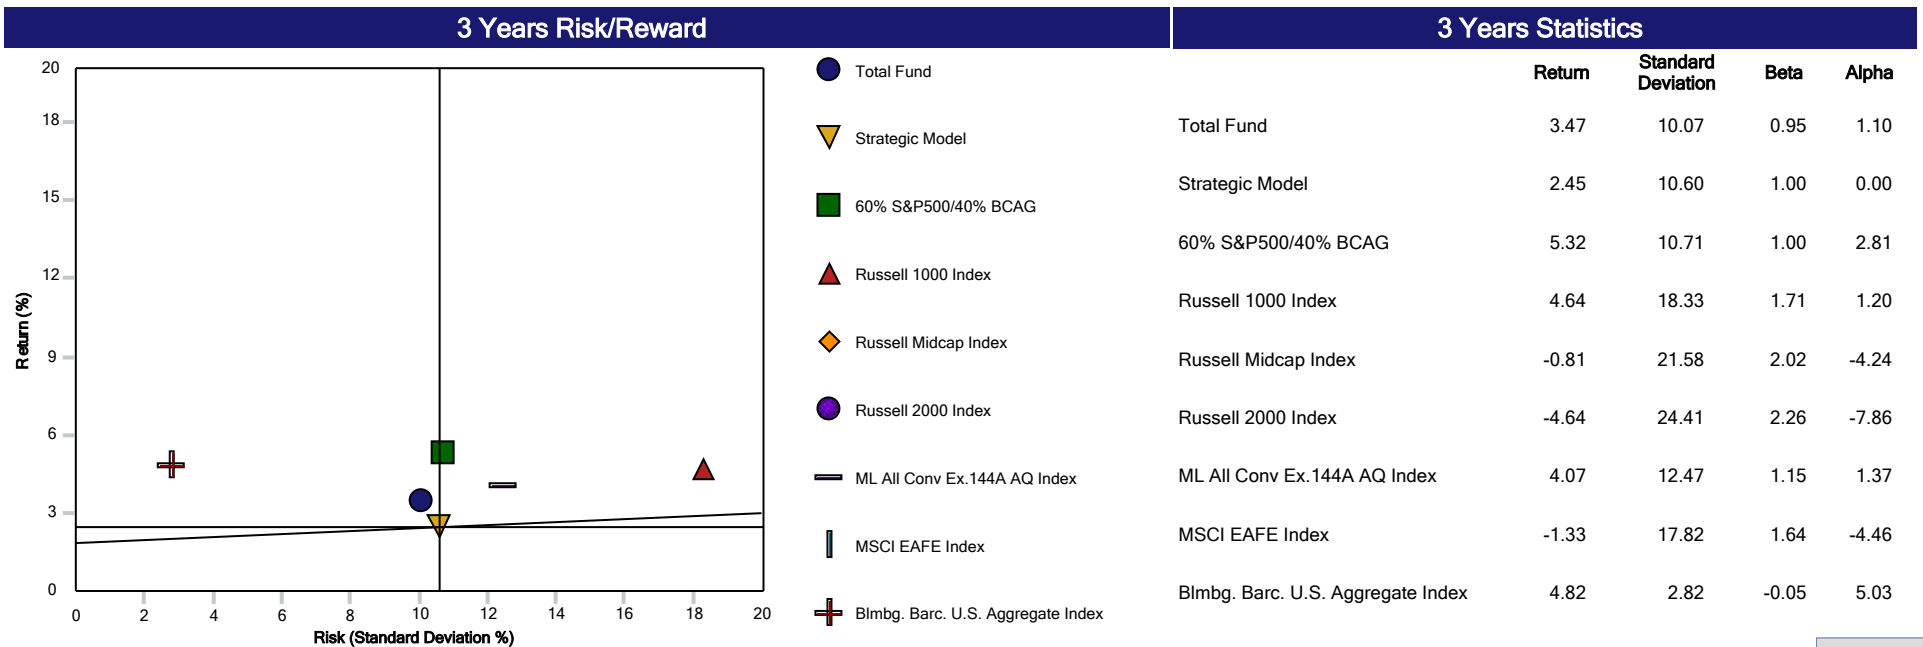 3 Years Risk/Reward
20
18
15
12
9
6
3
0
Return (%)
0 2 4 6 8 10 12 14 16 18 20
Risk (Standard Deviation %)
Total Fund
Strategic Model
60% S&P500/40% BCAG
Russell 1000 Index
Russell Midcap Index
Russell 2000 Index
ML All Conv Ex.144A AQ Index
MSCI EAFE Index
Blmbg. Barc. U.S. Aggregate Index
3 Years Statistics
Return Standard Deviation Beta Alpha
Total Fund 3.47 10.07 0.95 1.10
Strategic Model 2.45 10.60 1.00 0.00
60% S&P500/40% BCAG 5.32 10.71 1.00 2.81
Russell 1000 Index 4.64 18.33 1.71 1.20
Russell Midcap Index -0.81 21.58 2.02 -4.24
Russell 2000 Index -4.64 24.41 2.26 -7.86
ML All Conv Ex.144A AQ Index 4.07 12.47 1.15 1.37
MSCI EAFE Index -1.33 17.82 1.64 -4.46
Blmbg. Barc. U.S. Aggregate Index 4.82 2.82 -0.05 5.03